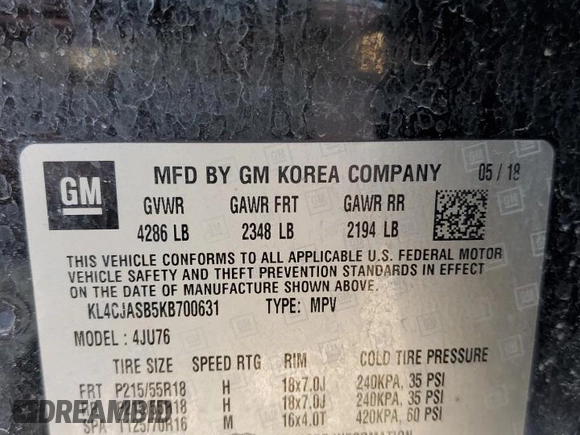 GM
MFD BY GM KOREA COMPANY 05 / 18
GVWR GAWR FRT GAWR RR
4286 LB 2348 LB 2194 LB
THIS VEHICLE CONFORMS TO ALL APPLICABLE U.S. FEDERAL MOTOR
VEHICLE SAFETY AND THEFT PREVENTION STANDARDS IN EFFECT
ON THE DATE OF MANUFACTURE SHOWN ABOVE.
KL4CJASB5KB700631 TYPE: MPV
MODEL : 4JU76
TIRE SIZE SPEED RTG RIM COLD TIRE PRESSURE
FRT P215/55R18 H 18x7.0J 240KPA, 35 PSI
H 18x7.0J 240KPA, 35 PSI
SPA T125/70R16 M 16x4.0T 420KPA, 60 PSI
DREAMBID